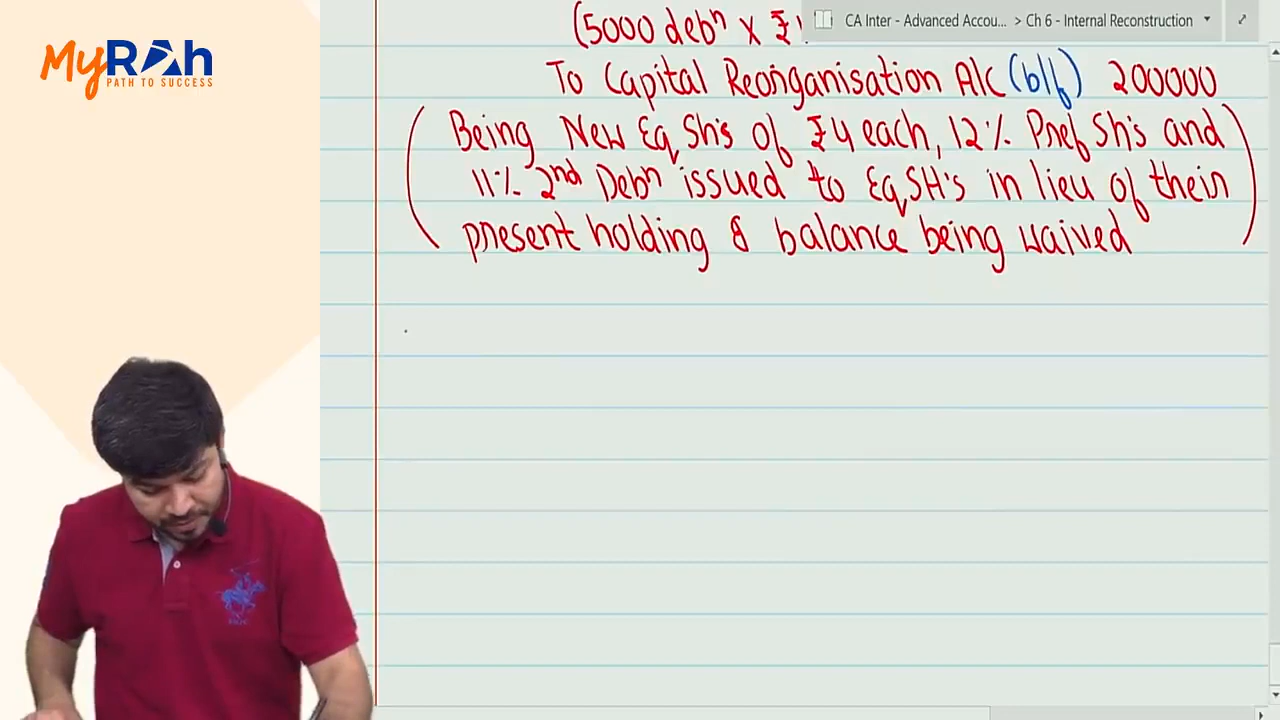 MyRAh
PATH TO SUCCESS
CA Inter - Advanced Accou... > Ch 6 - Internal Reconstruction
(5000 debn x ₹
To Capital Reorganisation A/c (b/f) 200000
(Being New Eq Sh's of ₹4 each, 12% Pref Sh's and
11% 2nd Debn issued to Eq SH's in lieu of their
present holding & balance being waived)